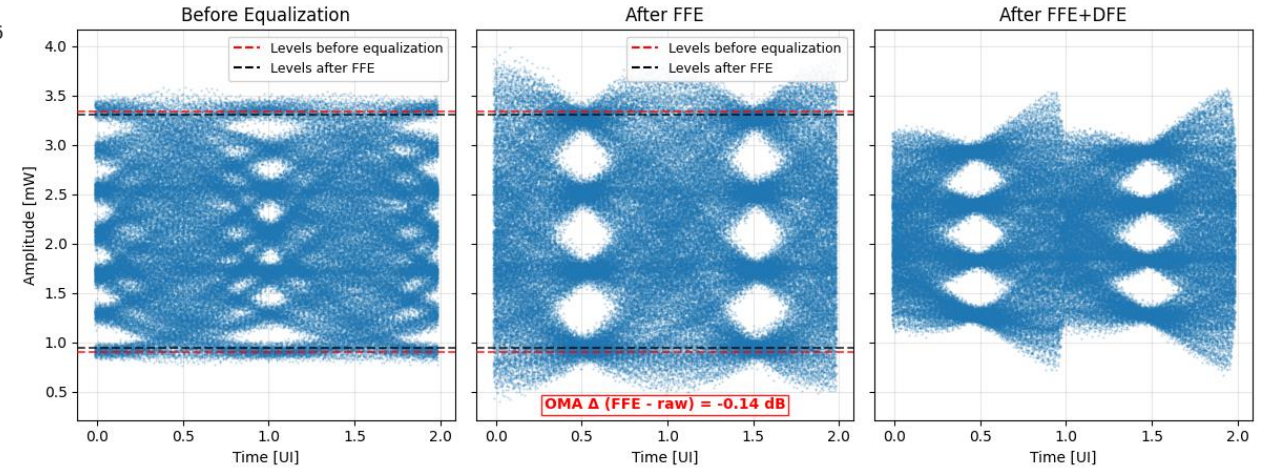 Before Equalization
After FFE
After FFE+DFE
Levels before equalization
Levels after FFE
Levels before equalization
Levels after FFE
Amplitude [mW]
4.0
3.5
3.0
2.5
2.0
1.5
1.0
0.5
OMA Δ (FFE - raw) = -0.14 dB
0.0 0.5 1.0 1.5 2.0
0.0 0.5 1.0 1.5 2.0
0.0 0.5 1.0 1.5 2.0
Time [UI]
Time [UI]
Time [UI]